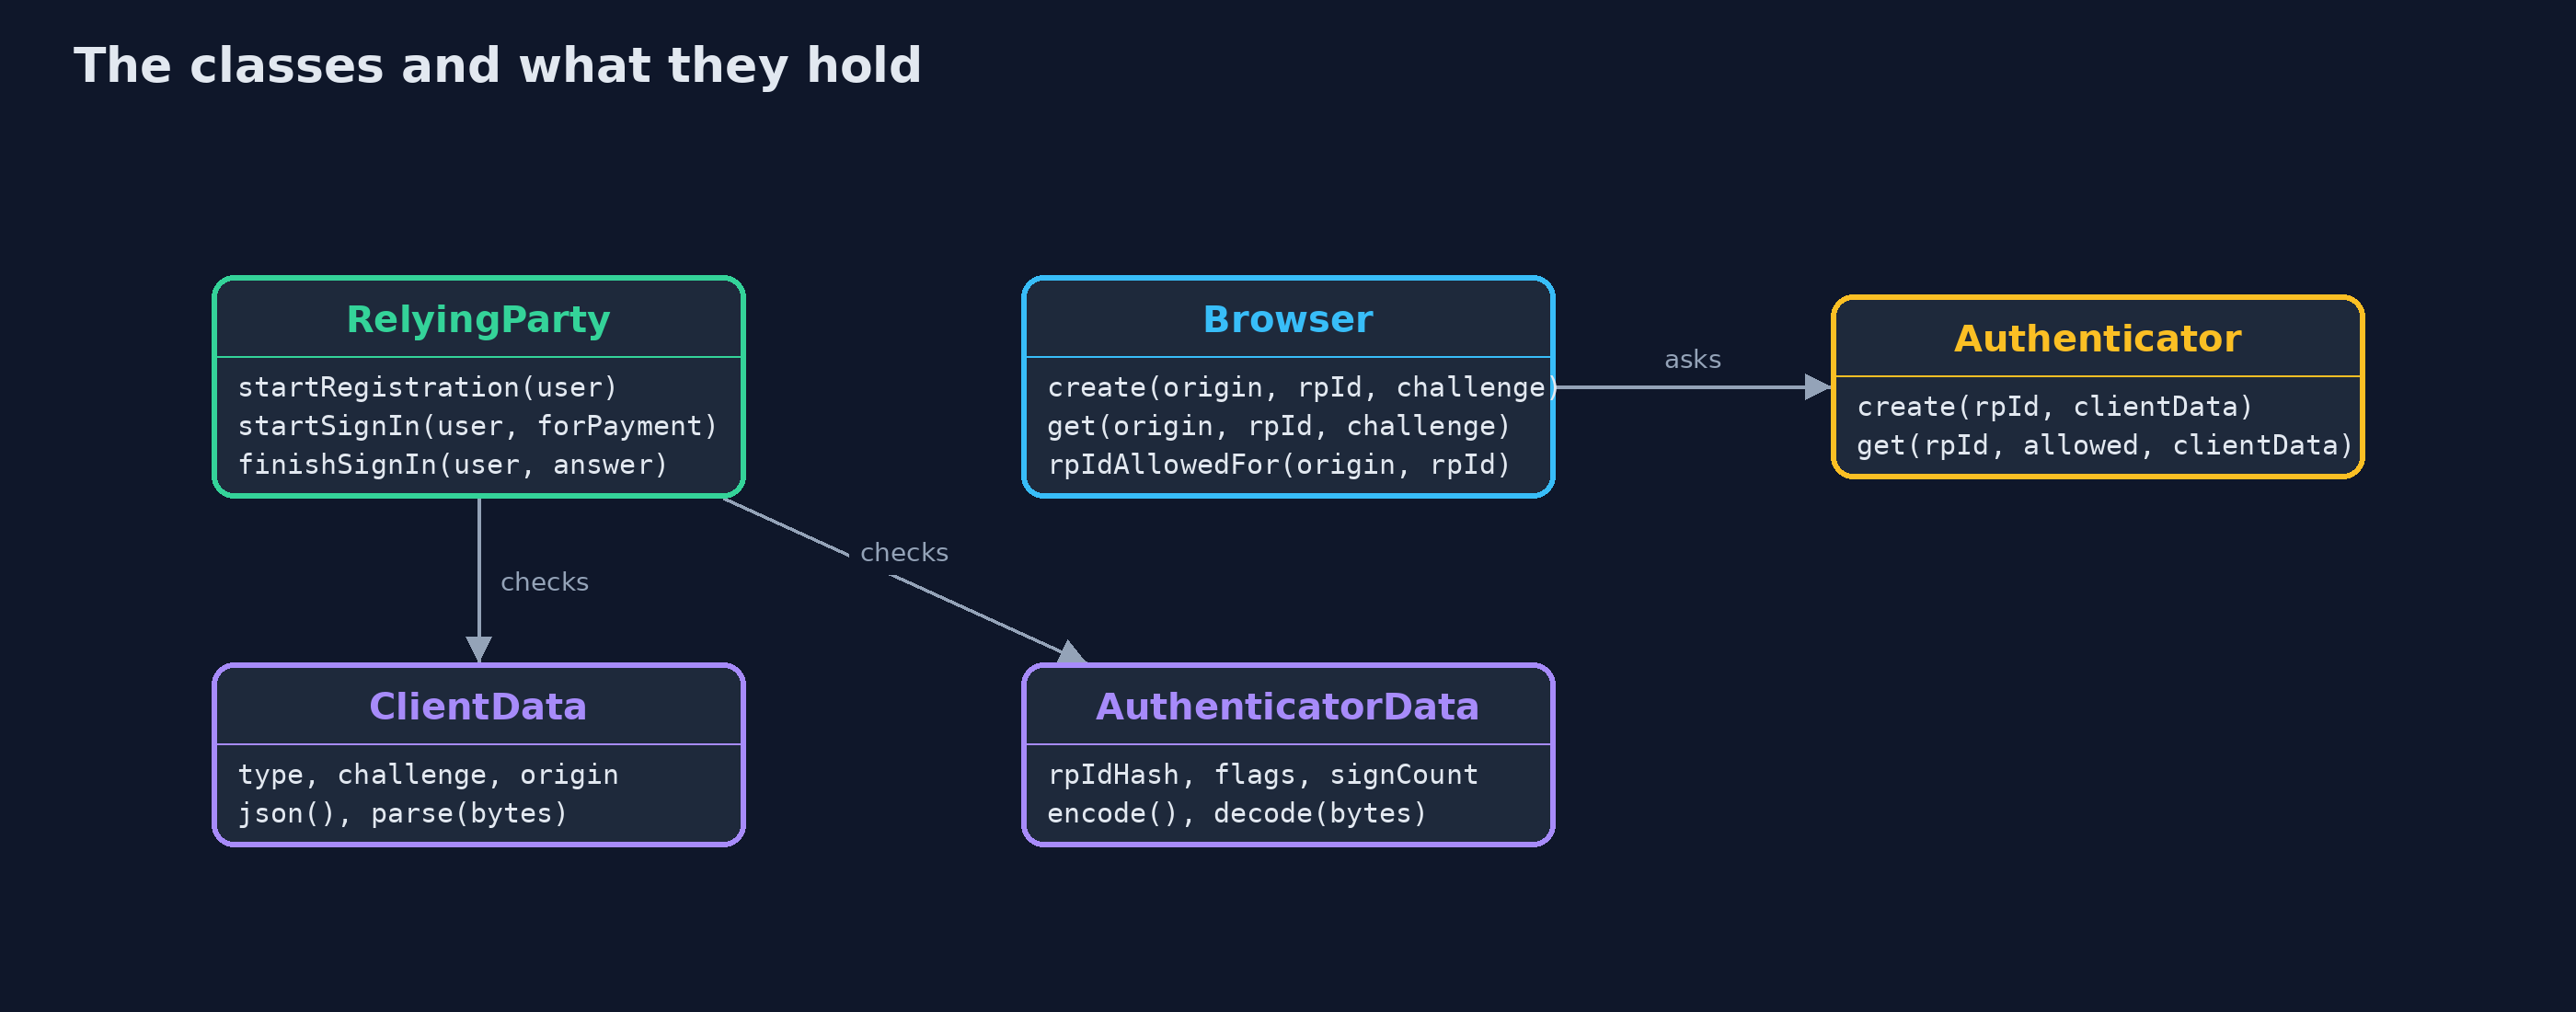 The classes and what they hold
RelyingParty
startRegistration(user)
startSignIn(user, forPayment)
finishSignIn(user, answer)
Browser
create(origin, rpId, challenge)
get(origin, rpId, challenge)
rpIdAllowedFor(origin, rpId)
asks
Authenticator
create(rpId, clientData)
get(rpId, allowed, clientData)
checks
checks
ClientData
type, challenge, origin
json(), parse(bytes)
AuthenticatorData
rpIdHash, flags, signCount
encode(), decode(bytes)